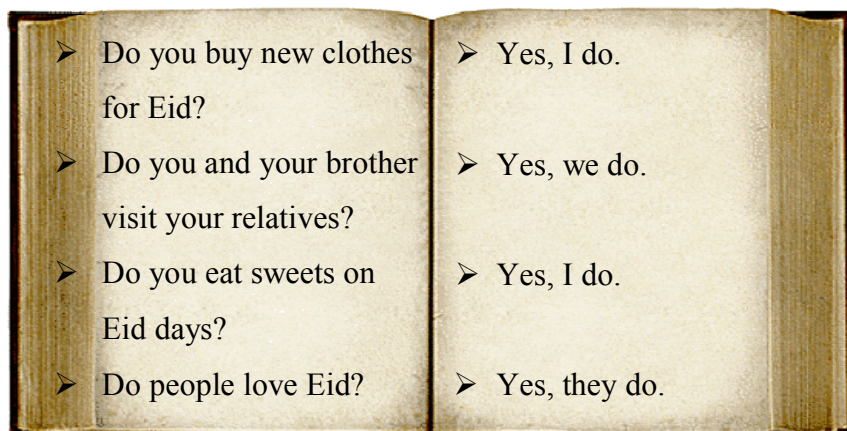 ➢ Do you buy new clothes
for Eid?
➢ Do you and your brother
visit your relatives?
➢ Do you eat sweets on
Eid days?
➢ Do people love Eid?
➢ Yes, I do.
➢ Yes, we do.
➢ Yes, I do.
➢ Yes, they do.